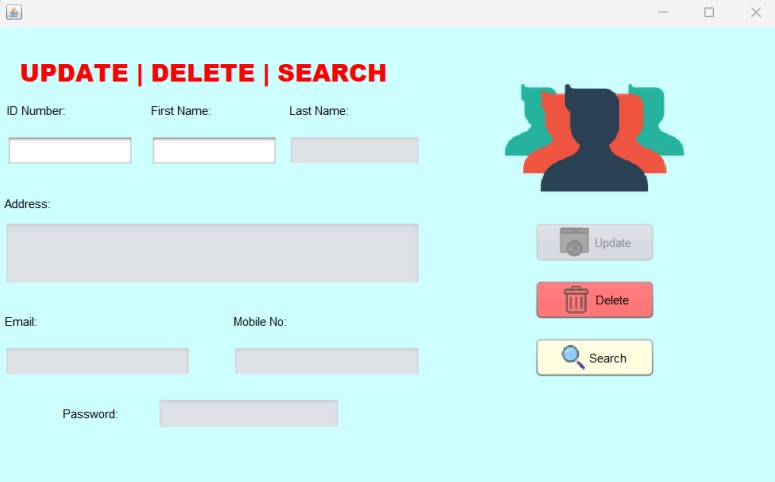 UPDATE | DELETE | SEARCH
ID Number: First Name: Last Name:
Address:
Update
Delete
Email: Mobile No:
Search
Password: